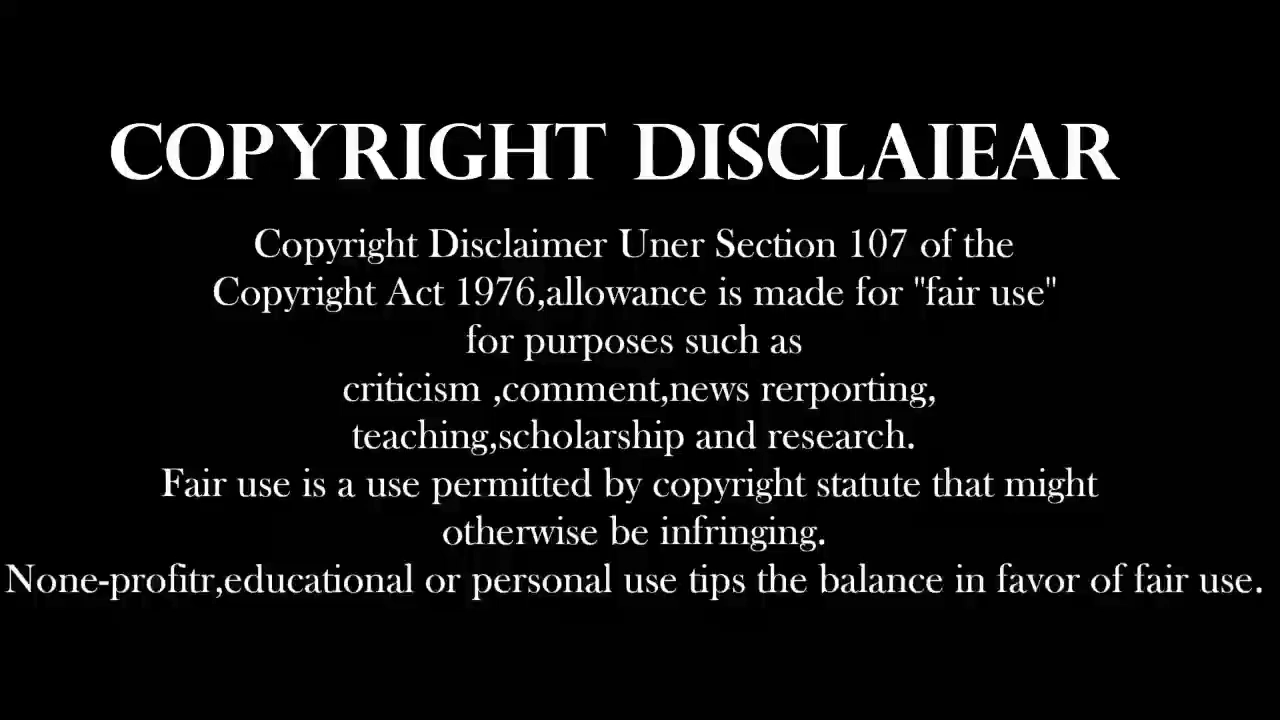 COPYRIGHT DISCLAIEAR
Copyright Disclaimer Uner Section 107 of the
Copyright Act 1976,allowance is made for "fair use"
for purposes such as
criticism ,comment,news rerporting,
teaching,scholarship and research.
Fair use is a use permitted by copyright statute that might
otherwise be infringing.
None-profitr,educational or personal use tips the balance in favor of fair use.